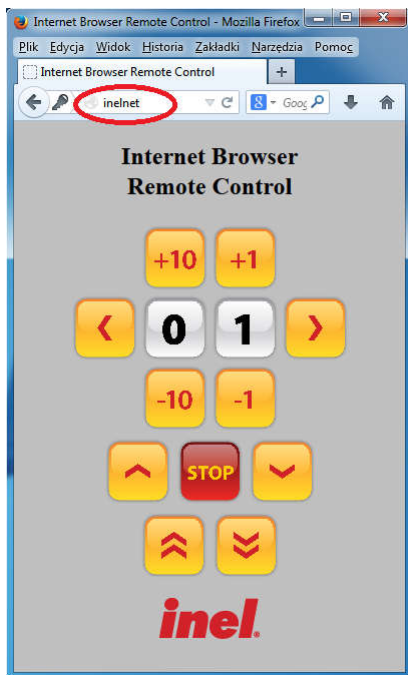 Internet Browser Remote Control - Mozilla Firefox
Plik Edycja Widok Historia Zakładki Narzędzia Pomoc
Internet Browser Remote Control +
inelnet 8 Goog
Internet Browser
Remote Control
+10 +1
0 1
-10 -1
STOP
inel.